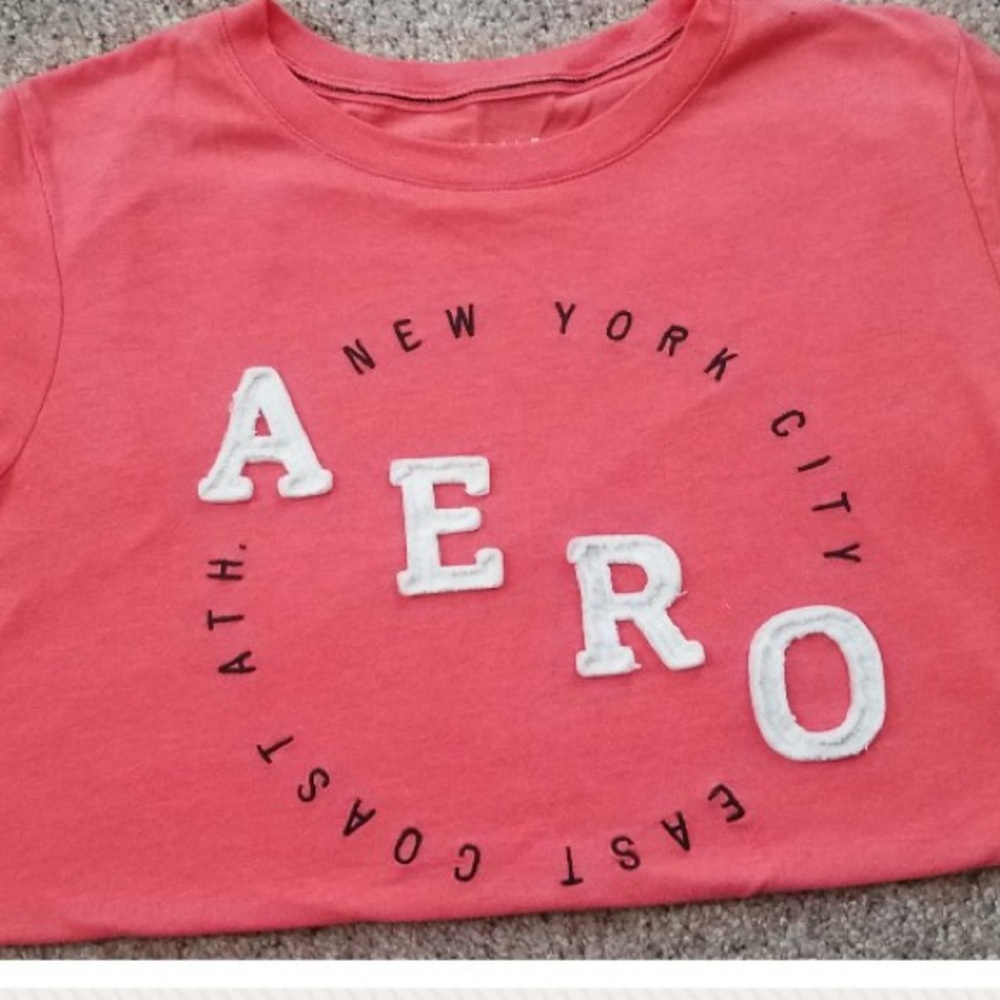 NEW YORK CITY
AERO
EAST COAST
ATH.